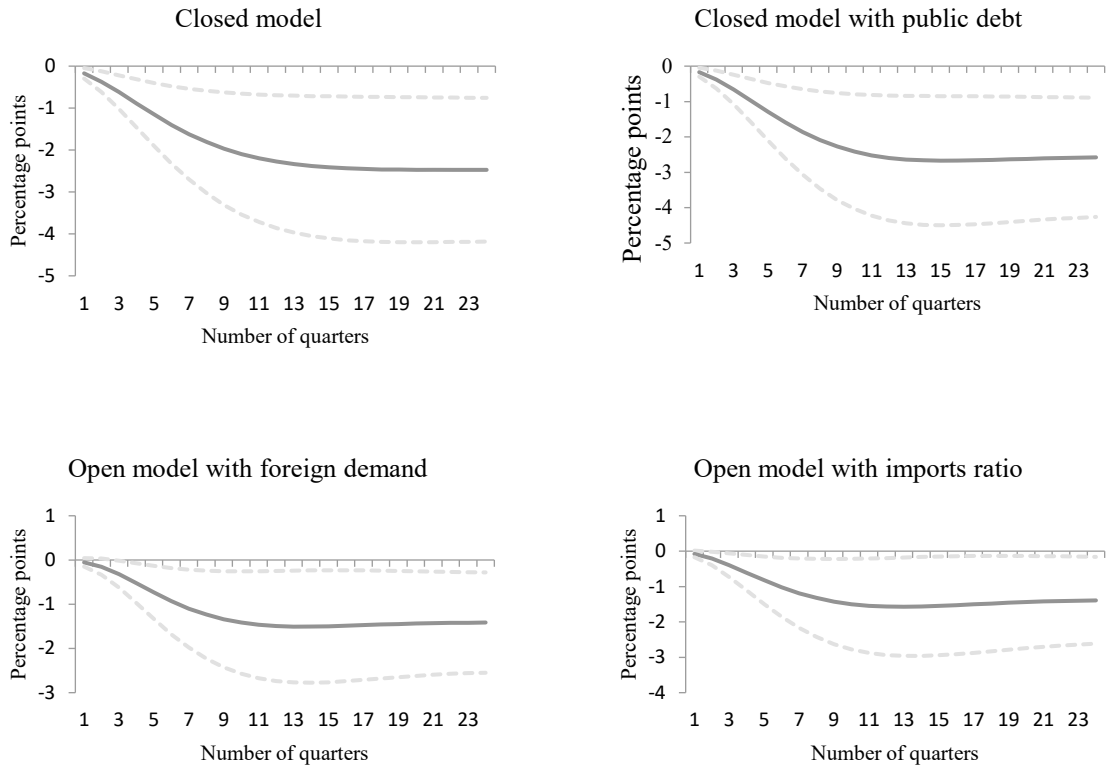 Closed model
0
-1
-2
-3
-4
-5
Percentage points
1 3 5 7 9 11 13 15 17 19 21 23
Number of quarters
Closed model with public debt
0
-1
-2
-3
-4
-5
Percentage points
1 3 5 7 9 11 13 15 17 19 21 23
Number of quarters
Open model with foreign demand
1
0
-1
-2
-3
Percentage points
1 3 5 7 9 11 13 15 17 19 21 23
Number of quarters
Open model with imports ratio
1
0
-1
-2
-3
-4
Percentage points
1 3 5 7 9 11 13 15 17 19 21 23
Number of quarters